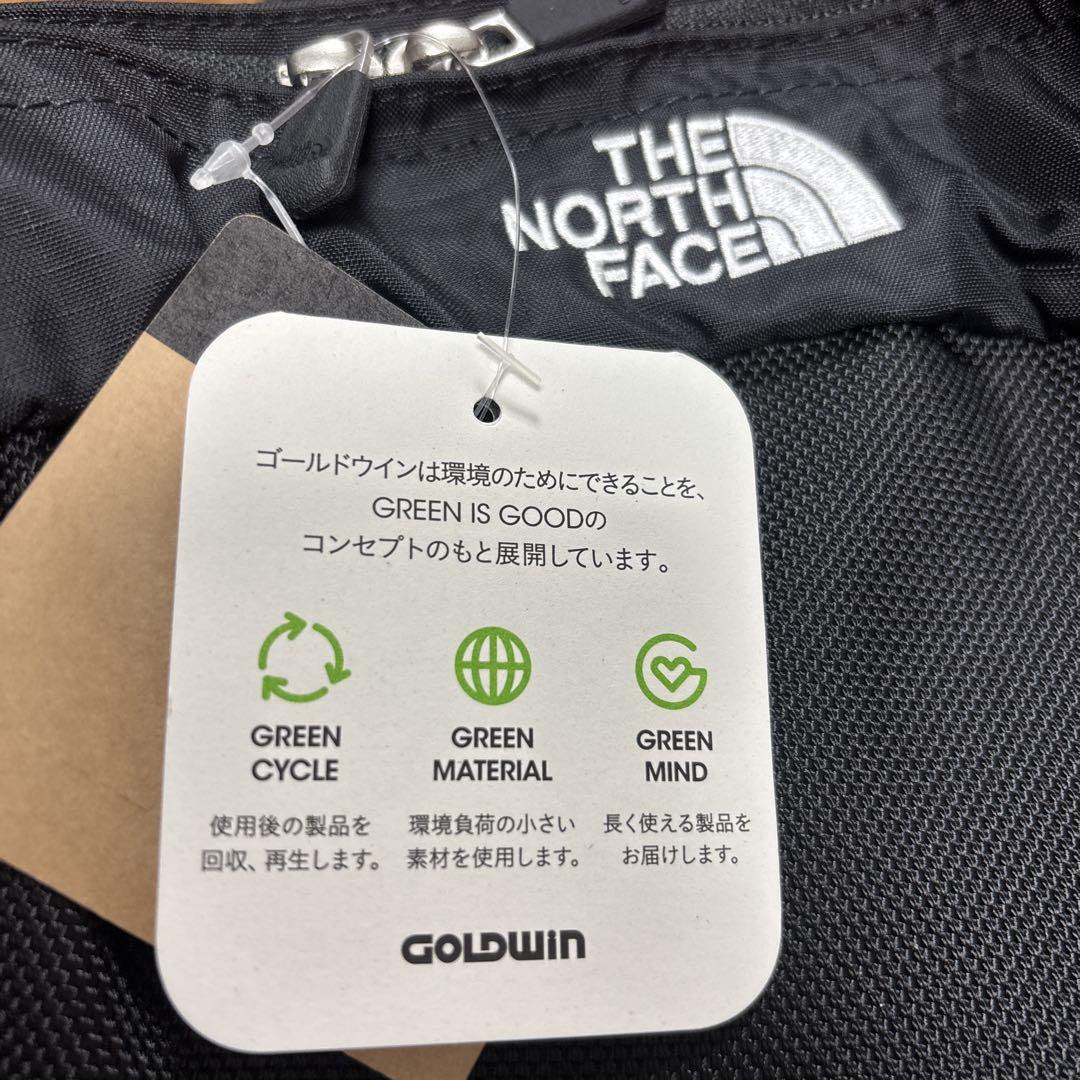 THE
NORTH
FACE
ゴールドウインは環境のためにできることを、
GREEN IS GOODの
コンセプトのもと展開しています。
GREEN
CYCLE
使用後の製品を
回収、再生します。
GREEN
MATERIAL
環境負荷の小さい
素材を使用します。
GREEN
MIND
長く使える製品を
お届けします。
GOLDWIN